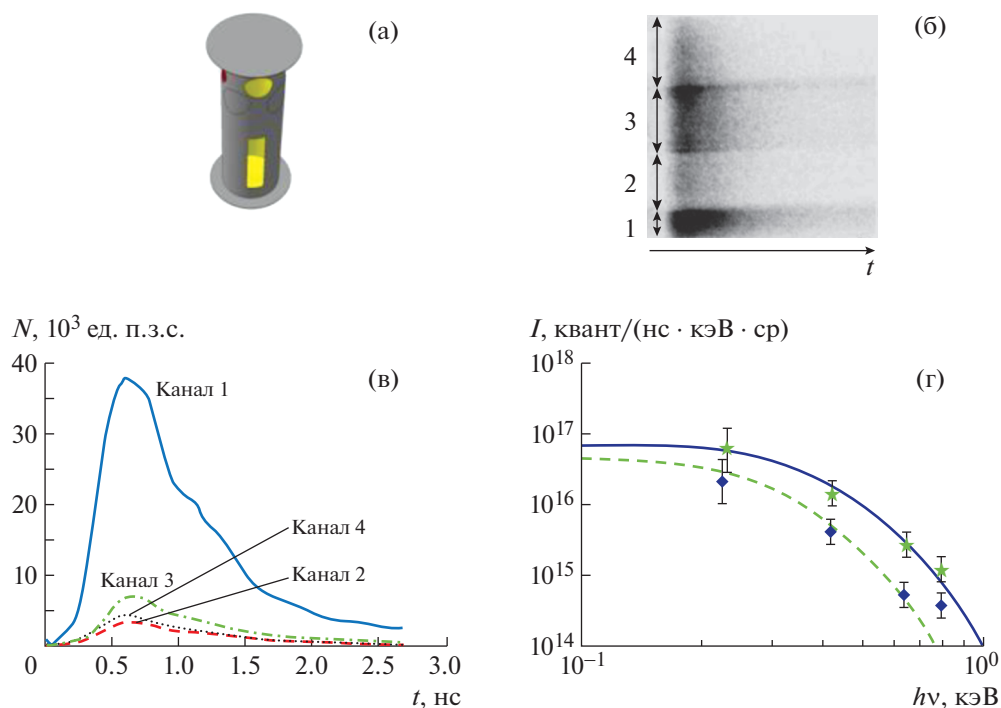 (а)
(б)
4
3
2
1
t
N, 10³ ед. п.з.с.
40
30
20
10
0
0.5
1.0
1.5
2.0
2.5
3.0
t, нс
(в)
Канал 1
Канал 4
Канал 3
Канал 2
I, квант/(нс · кэВ · ср)
10¹⁸
10¹⁷
10¹⁶
10¹⁵
10¹⁴
10⁻¹
10⁰
hν, кэВ
(г)